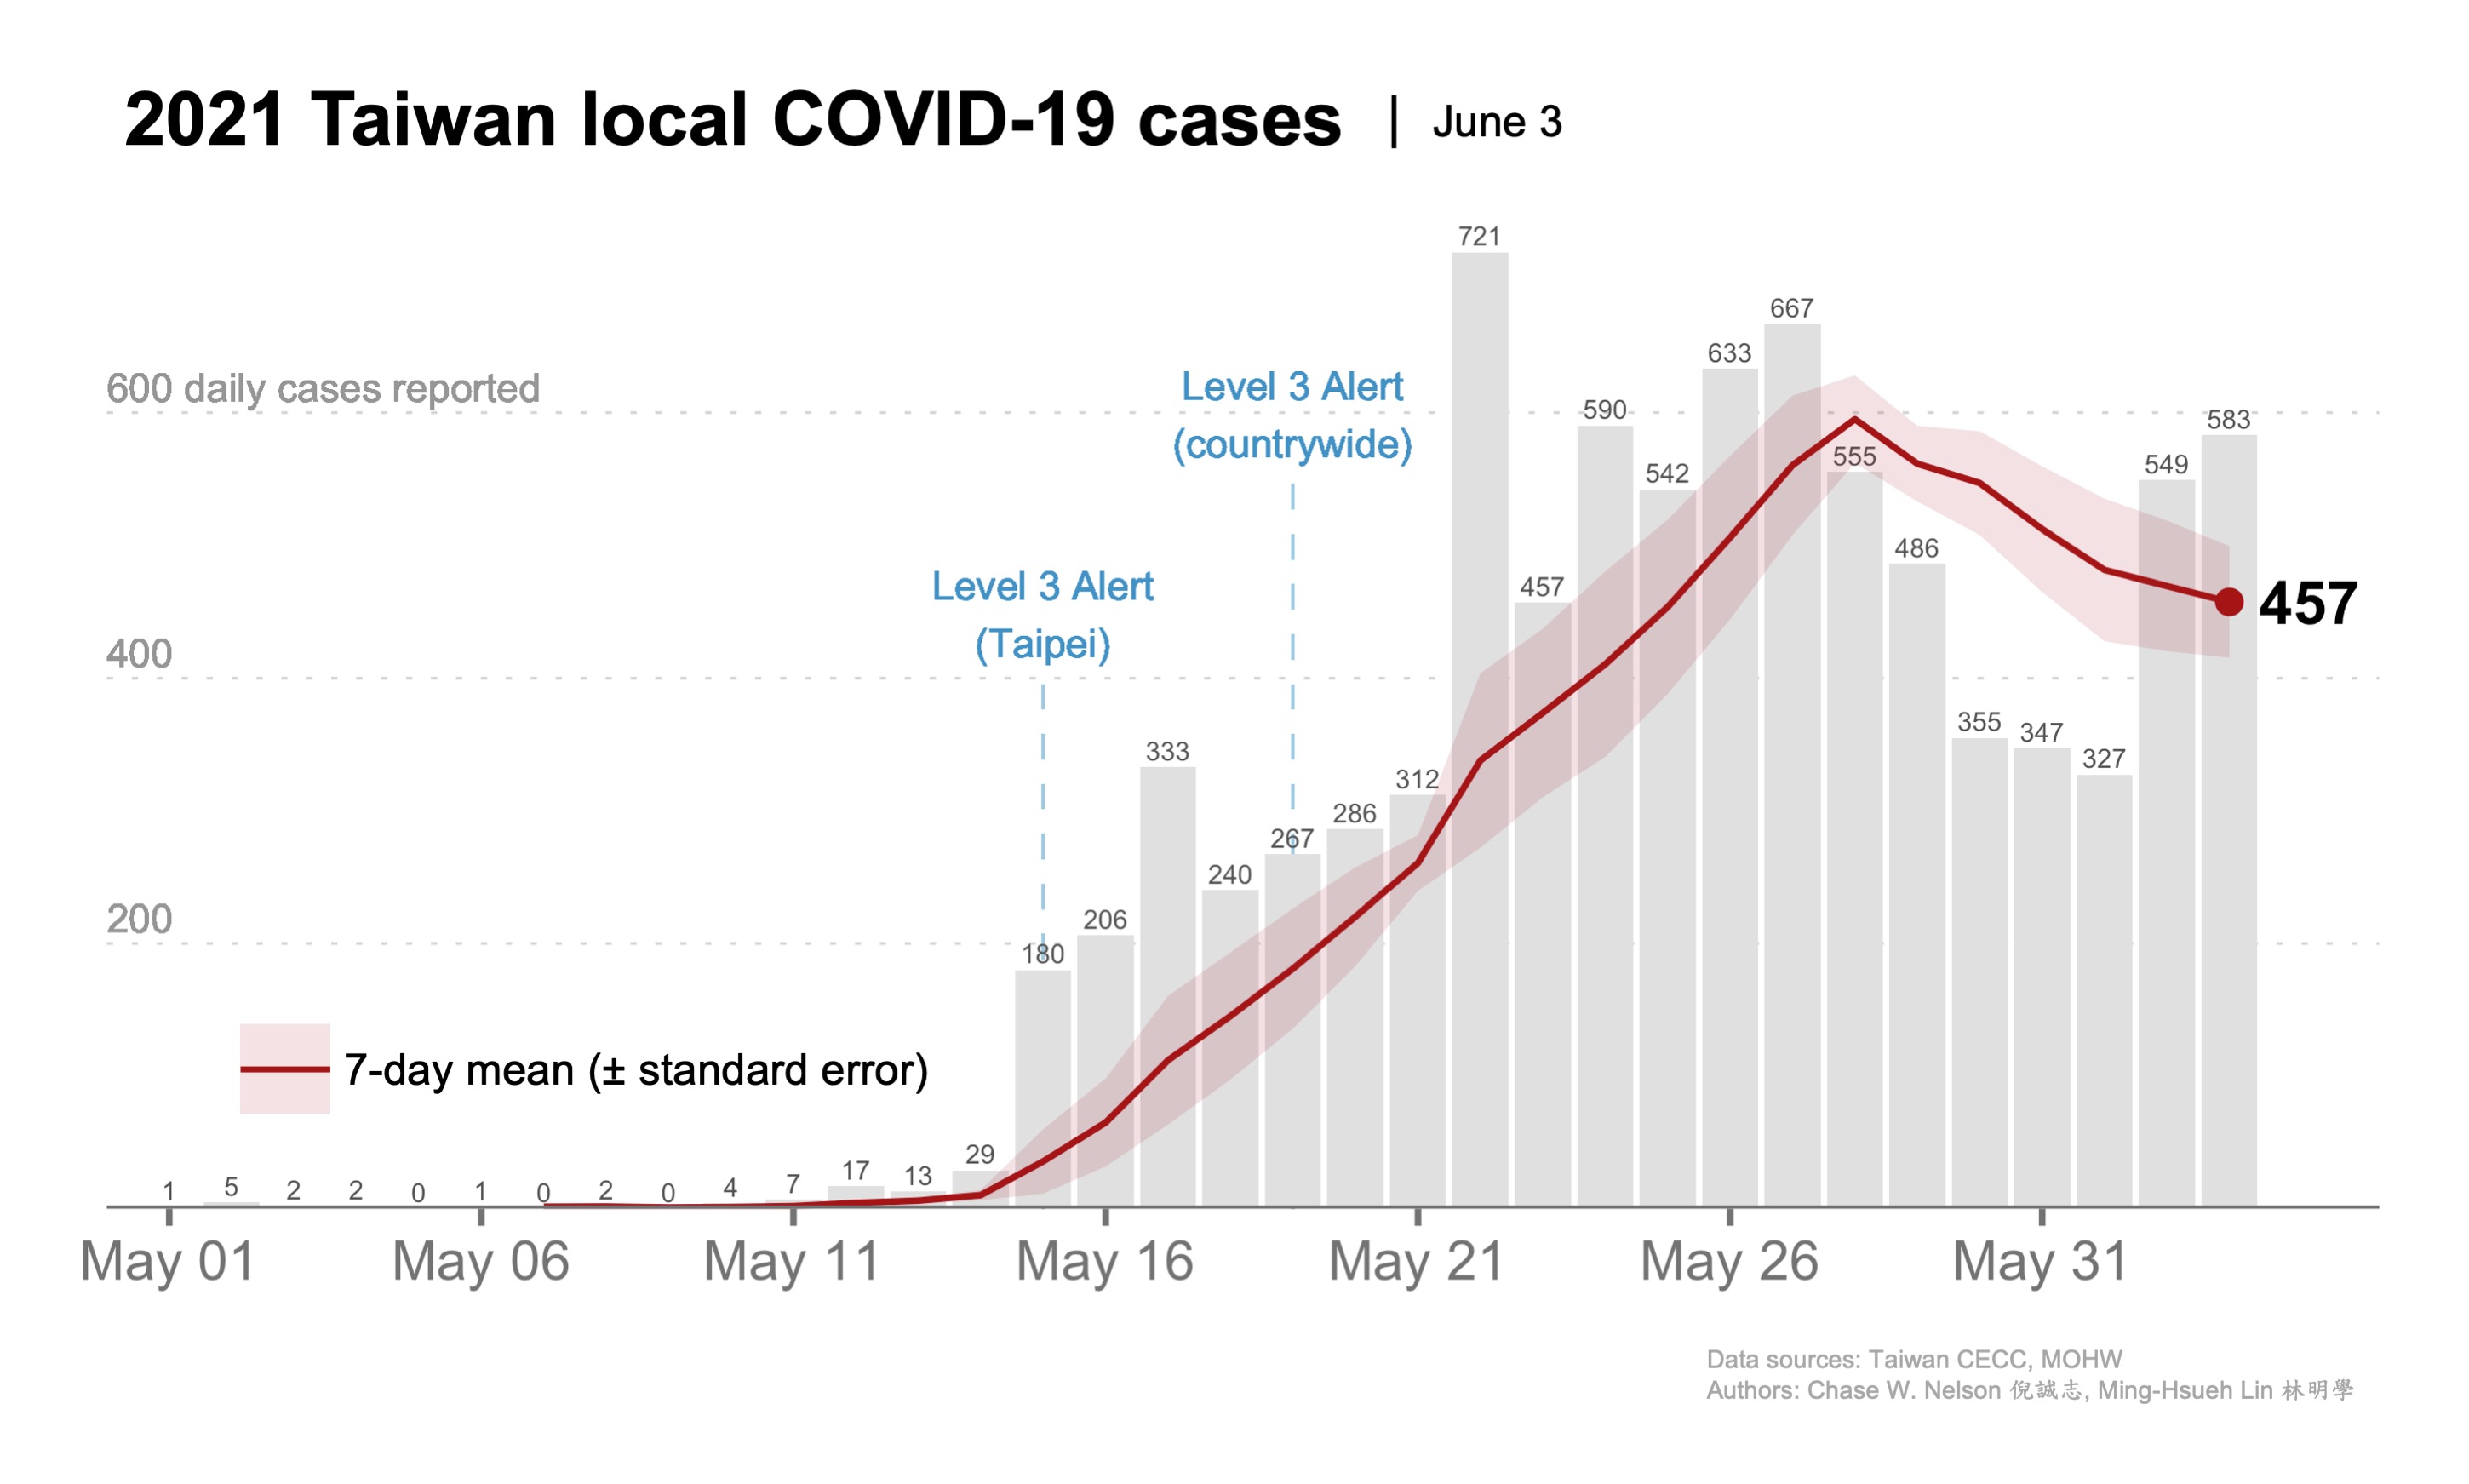 2021 Taiwan local COVID-19 cases | June 3
721
667
633
600 daily cases reported
Level 3 Alert
(countrywide)
590
583
555
549
542
486
457
457
Level 3 Alert
(Taipei)
400
355
347
333
327
312
286
267
240
206
200
180
7-day mean (± standard error)
1 5 2 2 0 1 0 2 0 4 7 17 13 29
May 01 May 06 May 11 May 16 May 21 May 26 May 31
Data sources: Taiwan CECC, MOHW
Authors: Chase W. Nelson 倪誠志, Ming-Hsueh Lin 林明學